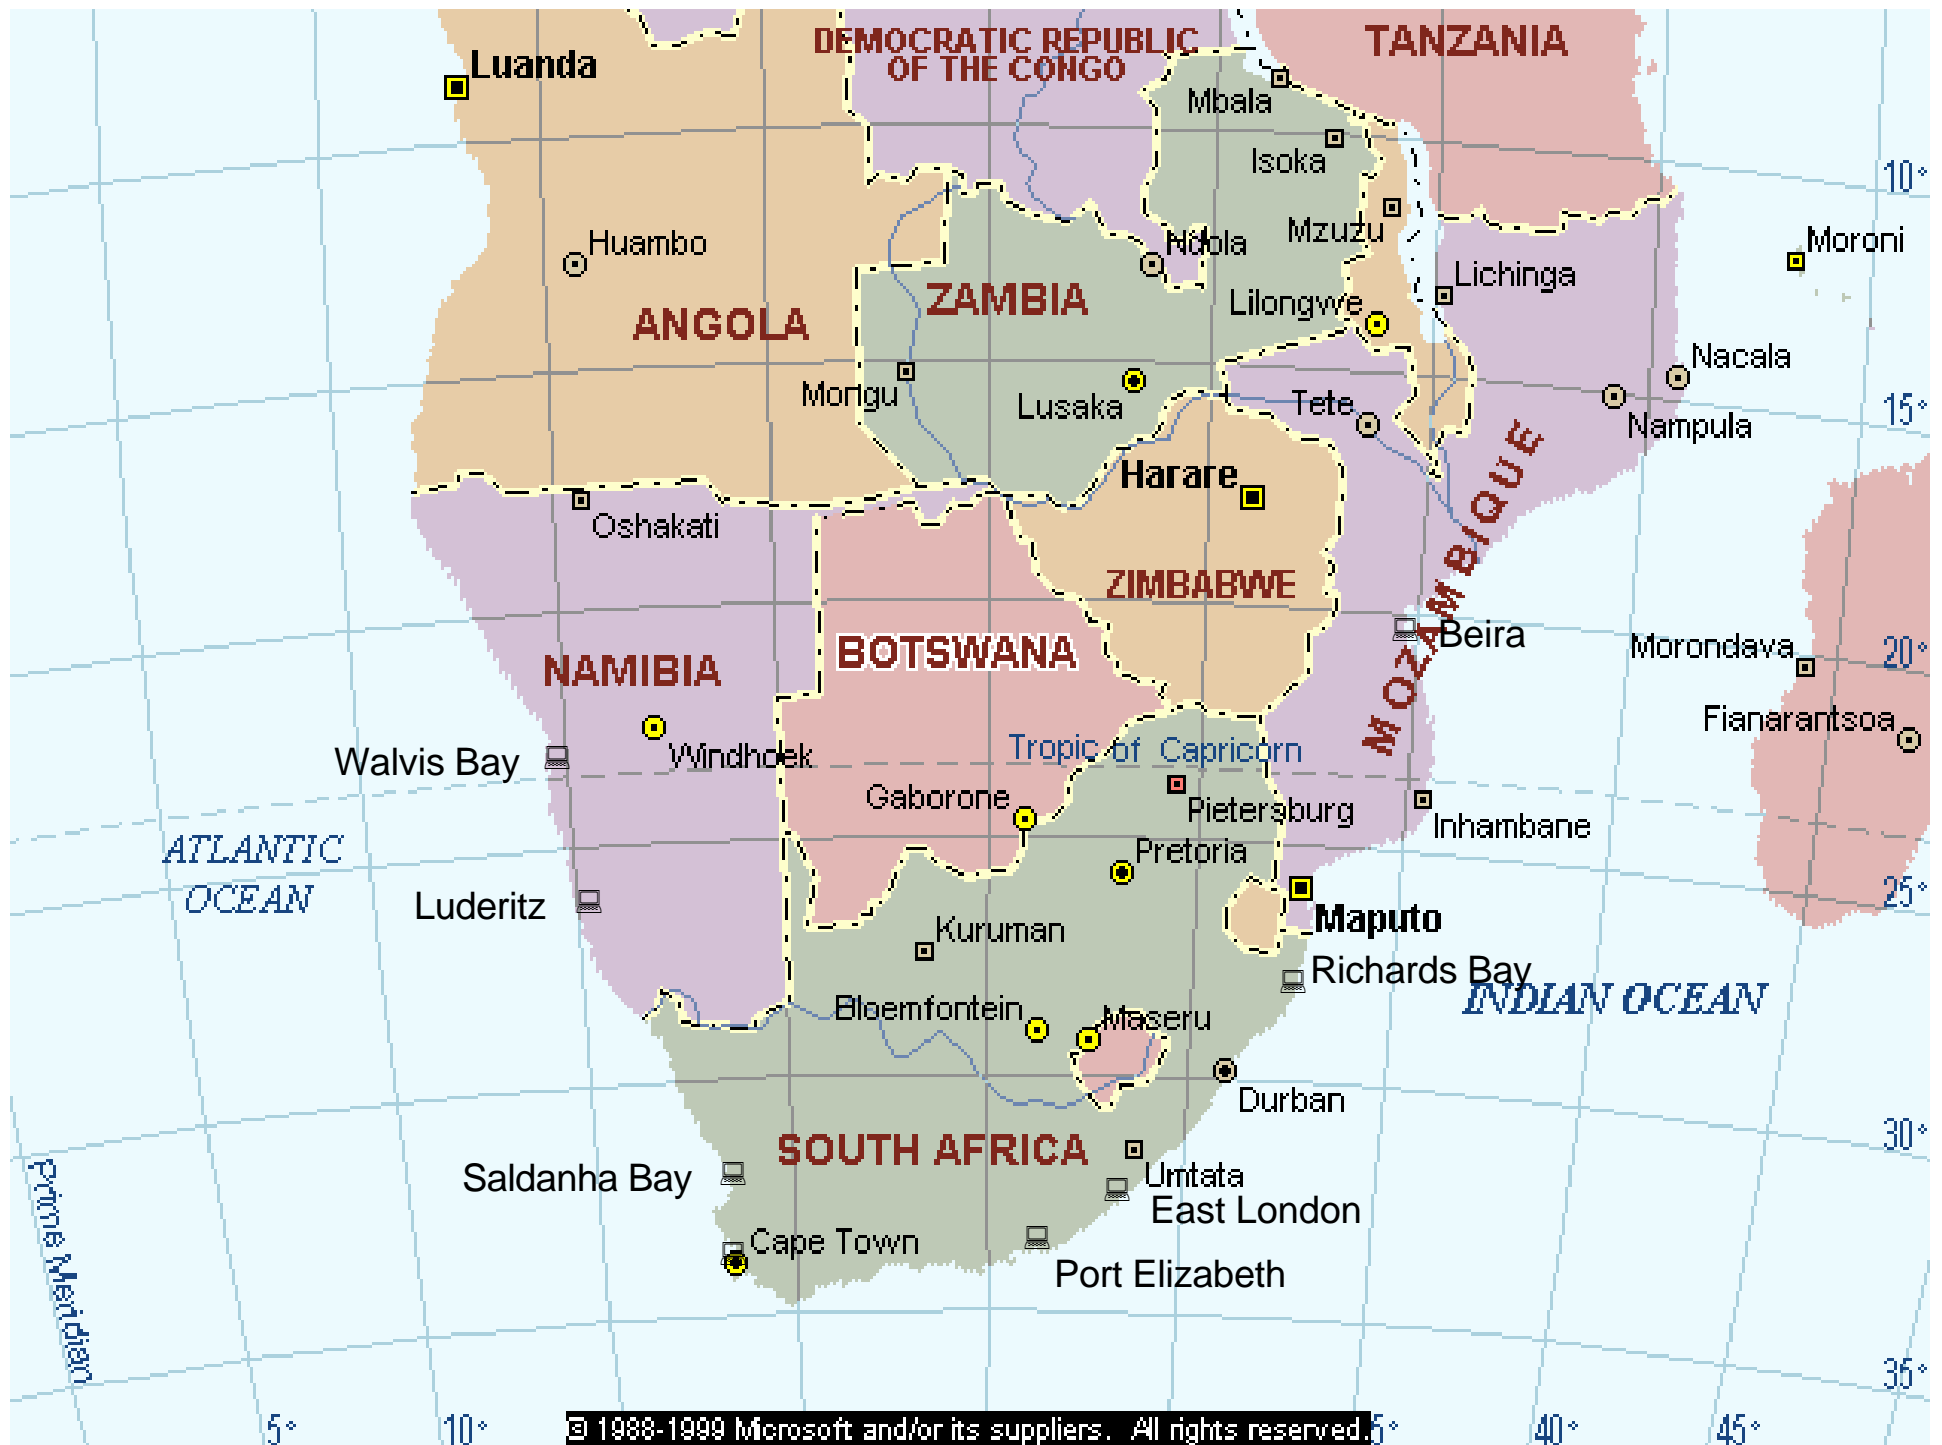 DEMOCRATIC REPUBLIC
OF THE CONGO
TANZANIA
Luanda
Mbala
Isoka
10°
Huambo
Ndola
Mzuzu
Moroni
ANGOLA
ZAMBIA
Lilongwe
Lichinga
Mongu
Lusaka
Tete
Nacala
Nampula
15°
Harare
Oshakati
MOZAMBIQUE
ZIMBABWE
BOTSWANA
NAMIBIA
Beira
Morondava
20°
Fianarantsoa
Walvis Bay
Windhoek
Tropic of Capricorn
Gaborone
Pietersburg
Inhambane
ATLANTIC
OCEAN
Pretoria
25°
Luderitz
Kuruman
Maputo
Richards Bay
INDIAN OCEAN
Bloemfontein
Maseru
Durban
30°
SOUTH AFRICA
Saldanha Bay
Umtata
East London
Cape Town
Port Elizabeth
Prime Meridian
35°
5°
10°
© 1988-1999 Microsoft and/or its suppliers. All rights reserved.
5°
40°
45°